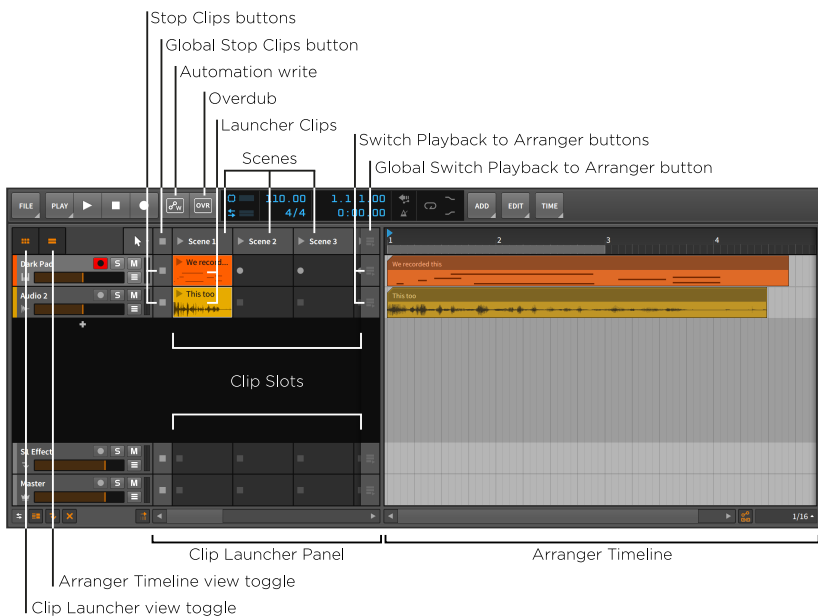 Stop Clips buttons
Global Stop Clips button
Automation write
Overdub
Launcher Clips
Switch Playback to Arranger buttons
Scenes
Global Switch Playback to Arranger button
FILE PLAY OVR 110.00 1.1.1.00 ADD EDIT TIME
4/4 0:00.00
Scene 1 Scene 2 Scene 3 1 2 3 4
Dark Pad S M We record... We recorded this
Audio 2 S M This too This too
Clip Slots
S1 Effect S M
Master S M
1/16
Clip Launcher Panel Arranger Timeline
Arranger Timeline view toggle
Clip Launcher view toggle